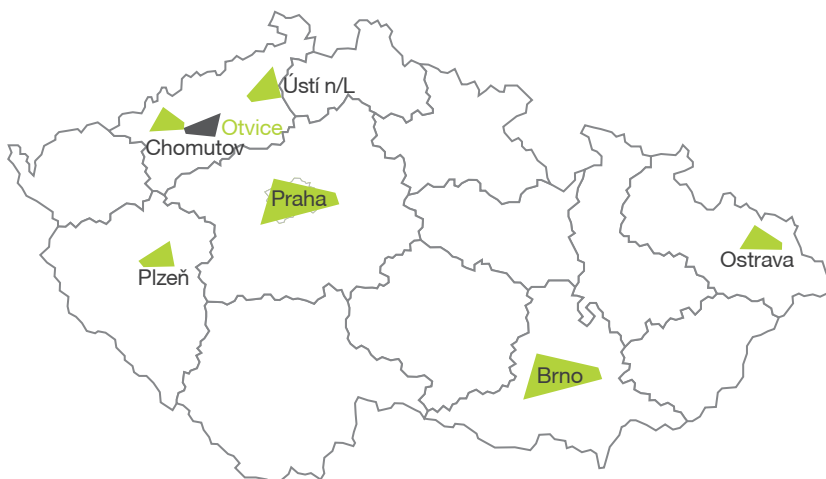 Ústí n/L
Otvice
Chomutov
Praha
Plzeň
Ostrava
Brno